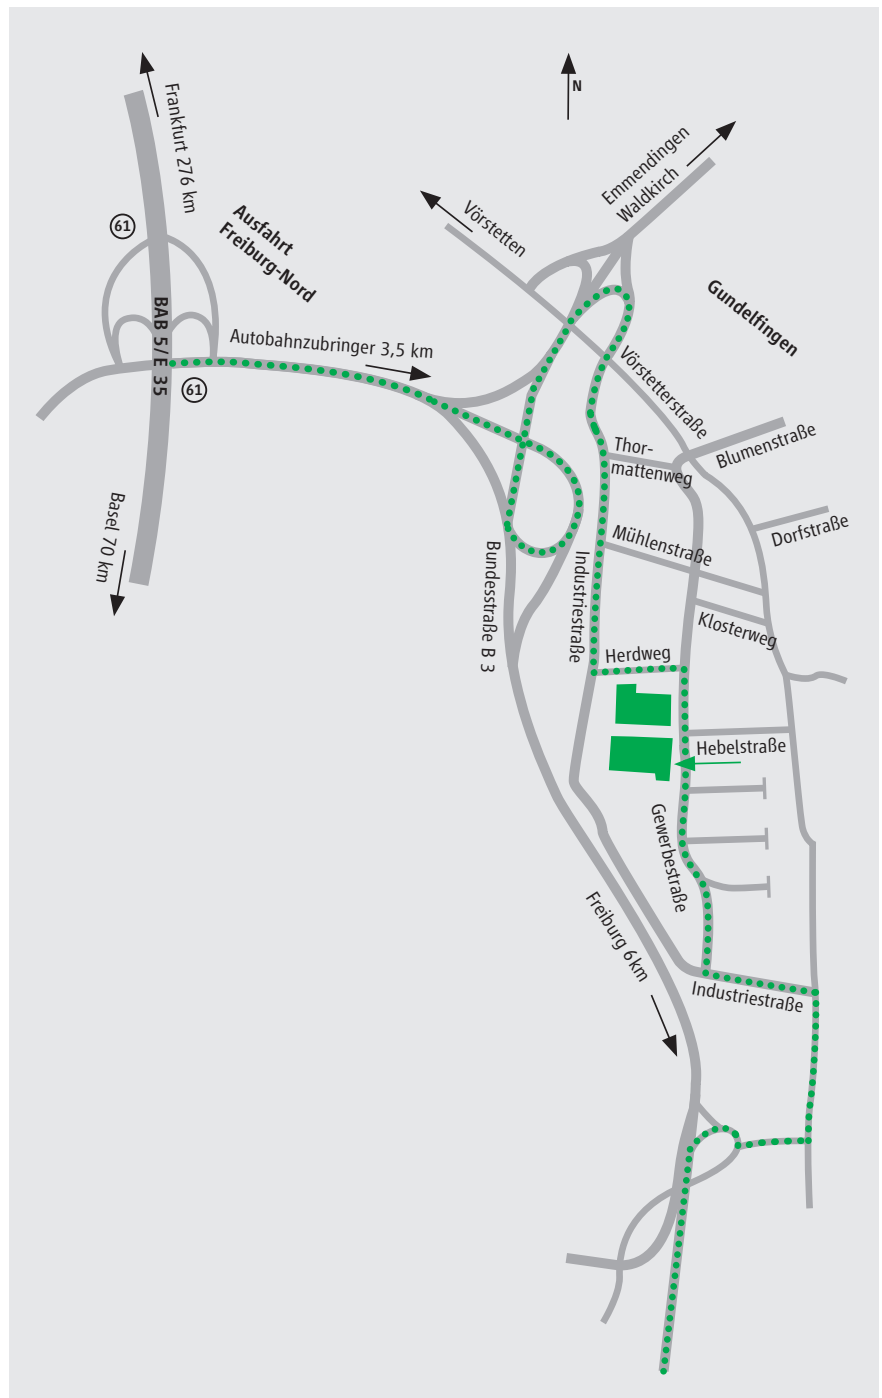 Frankfurt 276 km
N
Emmendingen
Waldkirch
Vörstetten
61
Ausfahrt
Freiburg-Nord
Gundelfingen
BAB 5/E 35
Autobahnzubringer 3,5 km
61
Vörstetterstraße
Blumenstraße
Thor-
mattenweg
Dorfstraße
Basel 70 km
Mühlenstraße
Bundesstraße B 3
Industriestraße
Klosterweg
Herdweg
Hebelstraße
Gewerbestraße
Freiburg 6km
Industriestraße